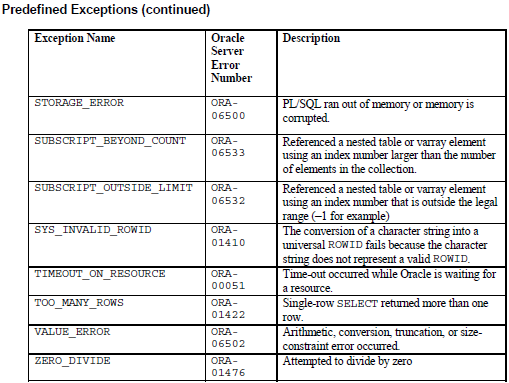 Predefined Exceptions (continued)
Exception Name
Oracle
Server
Error
Number
Description
STORAGE_ERROR
ORA-
06500
PL/SQL ran out of memory or memory is
corrupted.
SUBSCRIPT_BEYOND_COUNT
ORA-
06533
Referenced a nested table or varray element
using an index number larger than the number
of elements in the collection.
SUBSCRIPT_OUTSIDE_LIMIT
ORA-
06532
Referenced a nested table or varray element
using an index number that is outside the legal
range (–1 for example)
SYS_INVALID_ROWID
ORA-
01410
The conversion of a character string into a
universal ROWID fails because the character
string does not represent a valid ROWID.
TIMEOUT_ON_RESOURCE
ORA-
00051
Time-out occurred while Oracle is waiting for
a resource.
TOO_MANY_ROWS
ORA-
01422
Single-row SELECT returned more than one
row.
VALUE_ERROR
ORA-
06502
Arithmetic, conversion, truncation, or size-
constraint error occurred.
ZERO_DIVIDE
ORA-
01476
Attempted to divide by zero